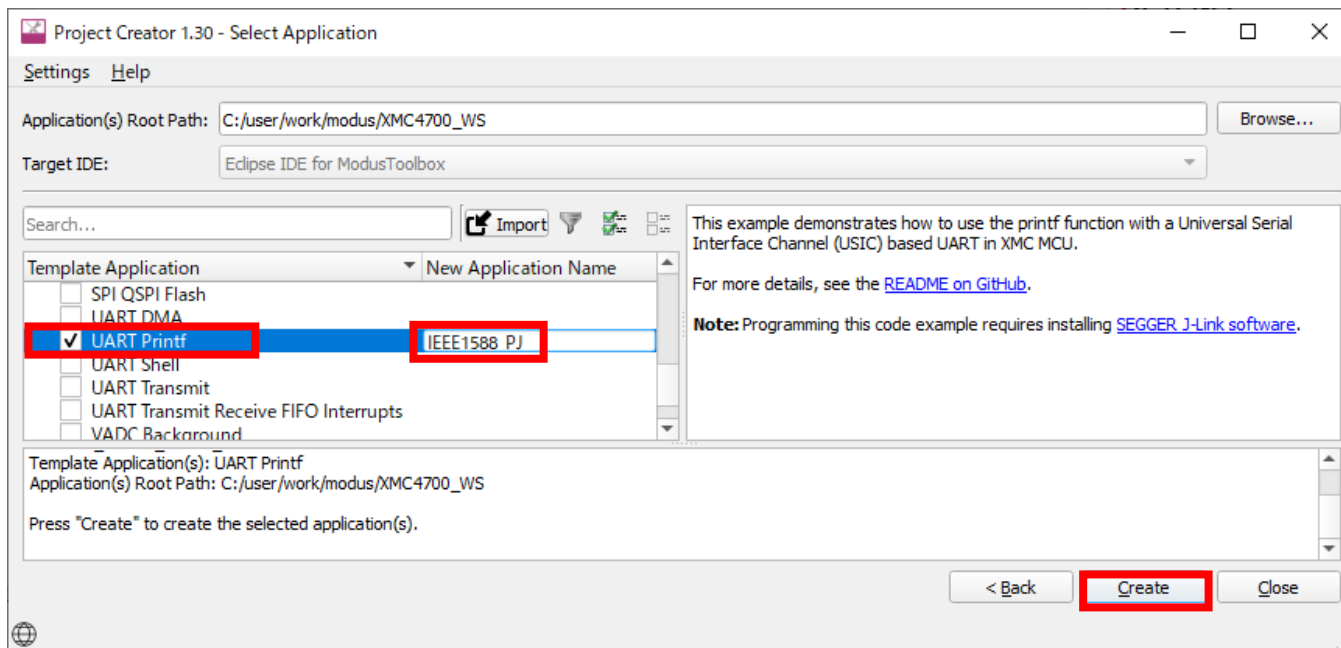 Project Creator 1.30 - Select Application
Settings Help
Application(s) Root Path: C:/user/work/modus/XMC4700_WS Browse...
Target IDE: Eclipse IDE for ModusToolbox
Search... Import
Template Application New Application Name
SPI QSPI Flash
UART DMA
UART Printf IEEE1588_PJ
UART Shell
UART Transmit
UART Transmit Receive FIFO Interrupts
VADC Background
This example demonstrates how to use the printf function with a Universal Serial
Interface Channel (USIC) based UART in XMC MCU.
For more details, see the README on GitHub.
Note: Programming this code example requires installing SEGGER J-Link software.
Template Application(s): UART Printf
Application(s) Root Path: C:/user/work/modus/XMC4700_WS
Press "Create" to create the selected application(s).
< Back Create Close